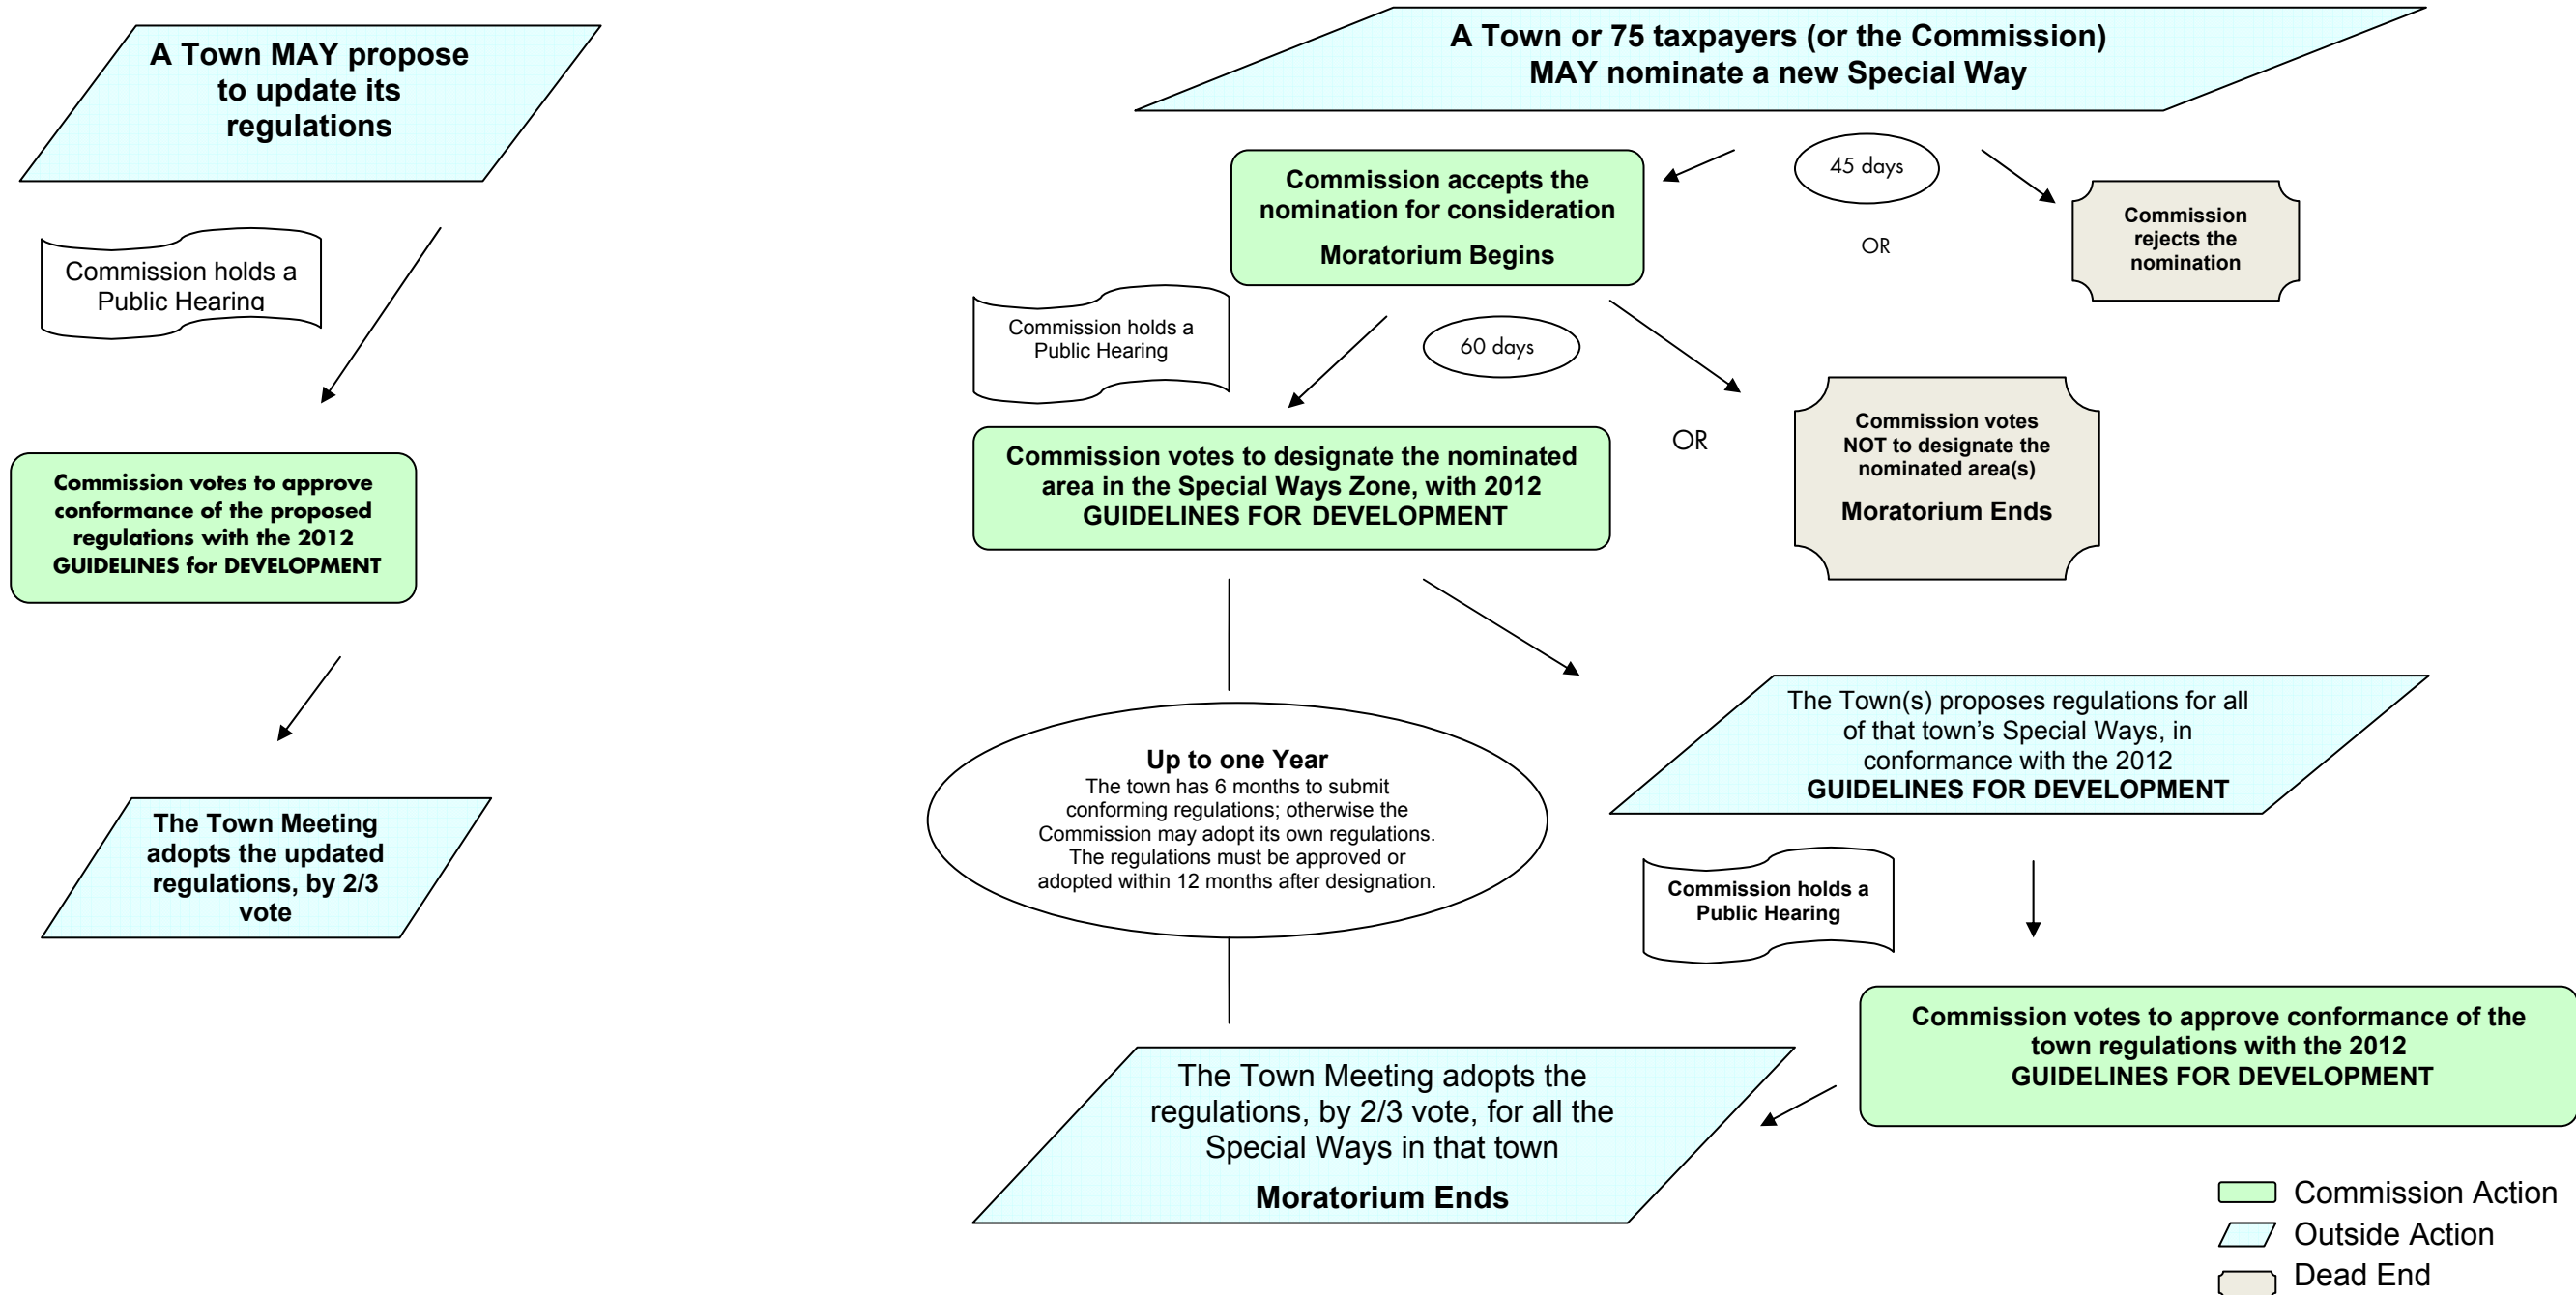 A Town MAY propose
to update its
regulations
Commission holds a
Public Hearing
Commission votes to approve
conformance of the proposed
regulations with the 2012
GUIDELINES for DEVELOPMENT
The Town Meeting
adopts the updated
regulations, by 2/3
vote
A Town or 75 taxpayers (or the Commission)
MAY nominate a new Special Way
45 days
OR
Commission accepts the
nomination for consideration
Moratorium Begins
Commission
rejects the
nomination
Commission holds a
Public Hearing
60 days
OR
Commission votes to designate the nominated
area in the Special Ways Zone, with 2012
GUIDELINES FOR DEVELOPMENT
Commission votes
NOT to designate the
nominated area(s)
Moratorium Ends
Up to one Year
The town has 6 months to submit
conforming regulations; otherwise the
Commission may adopt its own regulations.
The regulations must be approved or
adopted within 12 months after designation.
The Town(s) proposes regulations for all
of that town’s Special Ways, in
conformance with the 2012
GUIDELINES FOR DEVELOPMENT
Commission holds a
Public Hearing
Commission votes to approve conformance of the
town regulations with the 2012
GUIDELINES FOR DEVELOPMENT
The Town Meeting adopts the
regulations, by 2/3 vote, for all the
Special Ways in that town
Moratorium Ends
Commission Action
Outside Action
Dead End